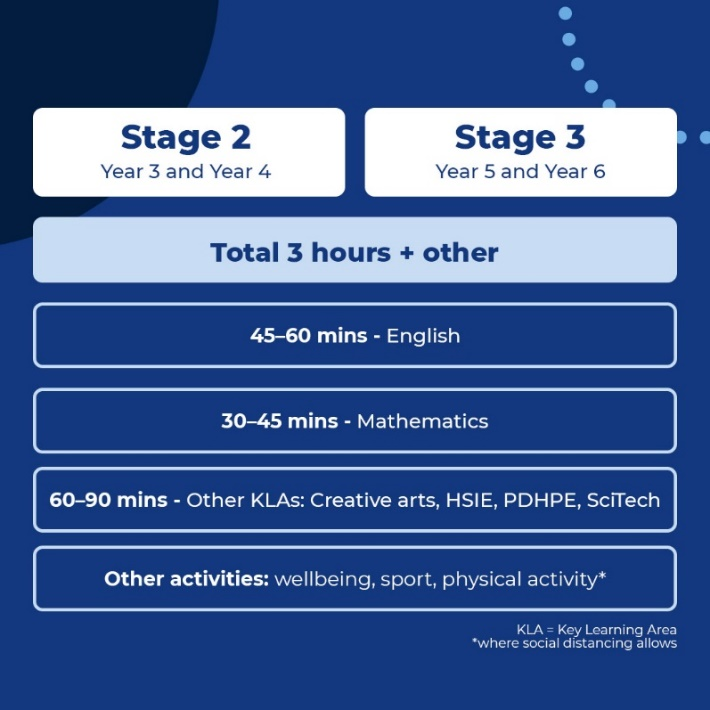 Stage 2
Year 3 and Year 4
Stage 3
Year 5 and Year 6
Total 3 hours + other
45–60 mins - English
30–45 mins - Mathematics
60–90 mins - Other KLAs: Creative arts, HSIE, PDHPE, SciTech
Other activities: wellbeing, sport, physical activity*
KLA = Key Learning Area
*where social distancing allows